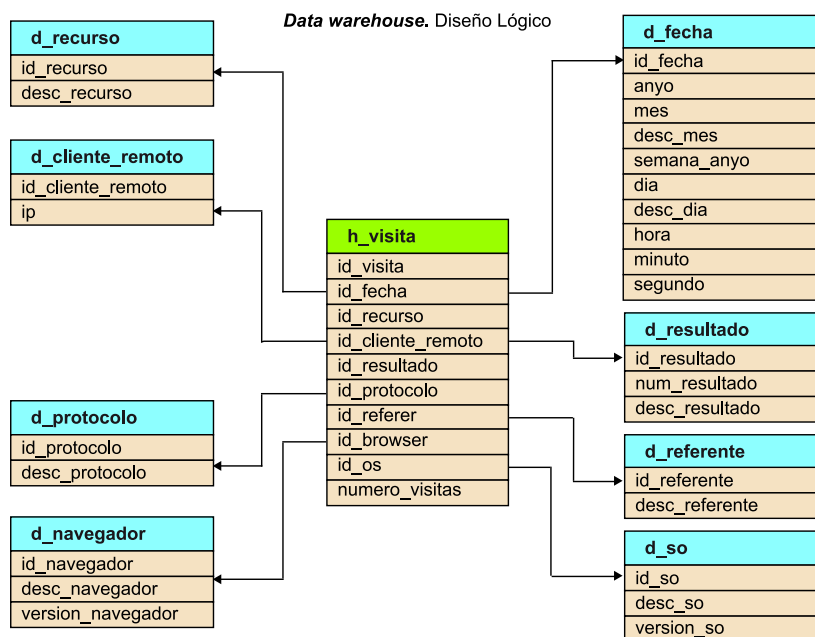 Data warehouse. Diseño Lógico
d_recurso
id_recurso
desc_recurso
d_cliente_remoto
id_cliente_remoto
ip
d_protocolo
id_protocolo
desc_protocolo
d_navegador
id_navegador
desc_navegador
version_navegador
h_visita
id_visita
id_fecha
id_recurso
id_cliente_remoto
id_resultado
id_protocolo
id_referer
id_browser
id_os
numero_visitas
d_fecha
id_fecha
anyo
mes
desc_mes
semana_anyo
dia
desc_dia
hora
minuto
segundo
d_resultado
id_resultado
num_resultado
desc_resultado
d_referente
id_referente
desc_referente
d_so
id_so
desc_so
version_so